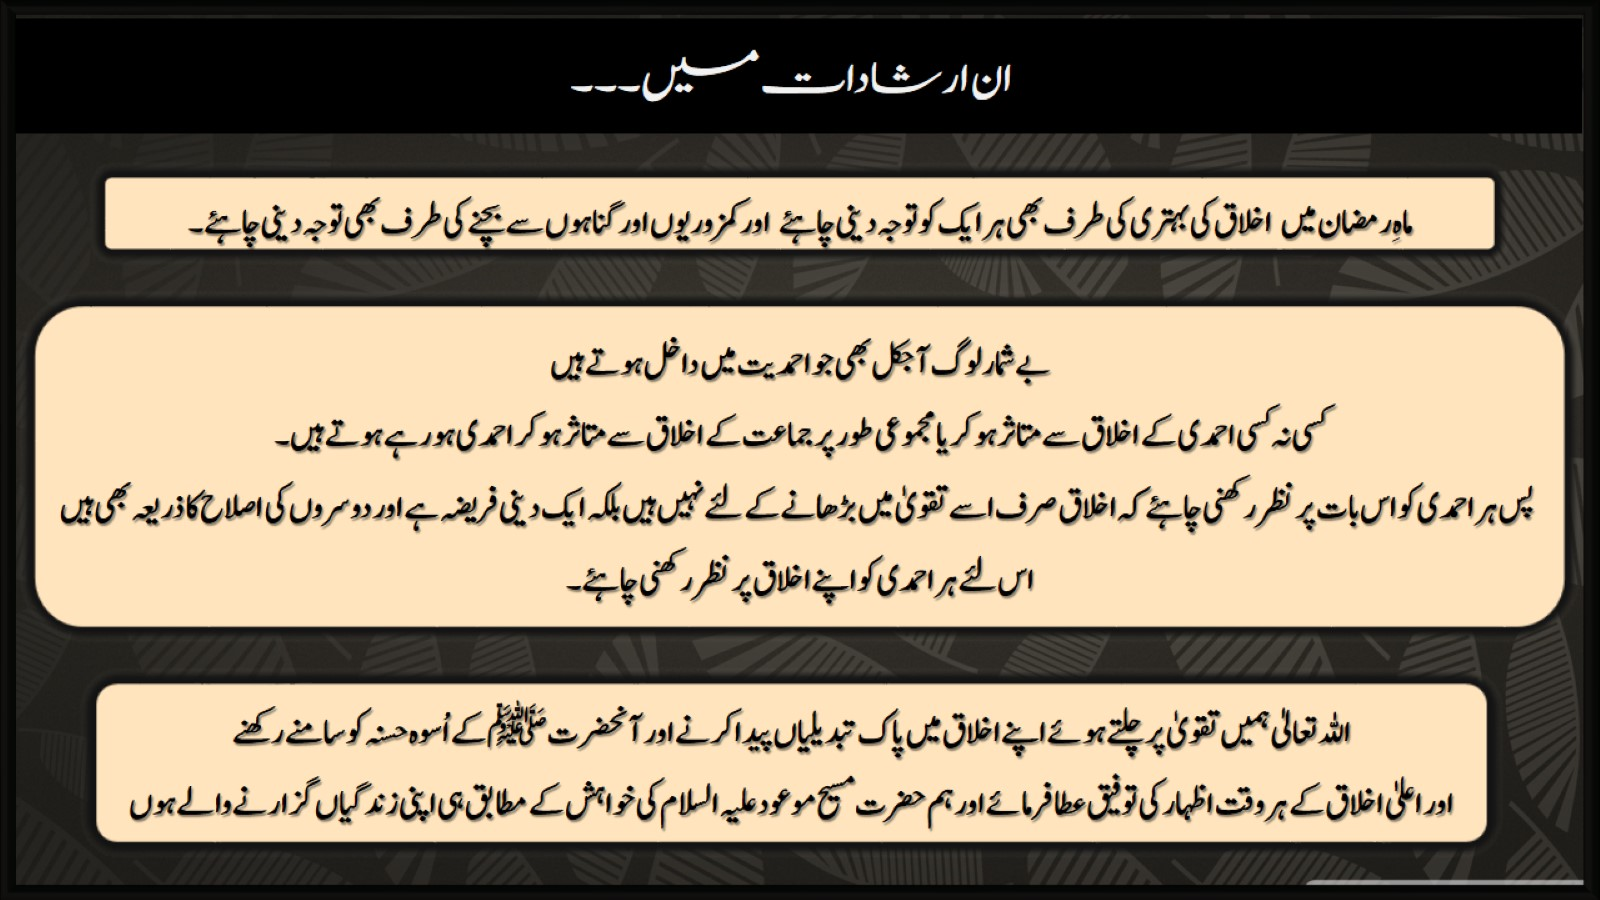 ان ارشادات میں۔۔۔
ماہِ رمضان میں اخلاق کی بہتری کی طرف بھی ہر ایک کو توجہ دینی چاہئے اور کمزوریوں اور گناہوں سے بچنے کی طرف بھی توجہ دینی چاہئے۔
بے شمار لوگ آجکل بھی جو احمدیت میں داخل ہوتے ہیں
کسی نہ کسی احمدی کے اخلاق سے متاثر ہو کر یا مجموعی طور پر جماعت کے اخلاق سے متاثر ہو کر احمدی ہو رہے ہوتے ہیں۔
پس ہر احمدی کو اس بات پر نظر رکھنی چاہئے کہ اخلاق صرف اسے تقویٰ میں بڑھانے کے لئے نہیں ہیں بلکہ ایک دینی فریضہ ہے اور دوسروں کی اصلاح کا ذریعہ بھی ہیں
اس لئے ہر احمدی کو اپنے اخلاق پر نظر رکھنی چاہئے۔
اللہ تعالیٰ ہمیں تقویٰ پر چلتے ہوئے اپنے اخلاق میں پاک تبدیلیاں پیدا کرنے اور آنحضرت ﷺ کے اُسوہ حسنہ کو سامنے رکھنے
اور اعلیٰ اخلاق کے ہر وقت اظہار کی توفیق عطا فرمائے اور ہم حضرت مسیح موعود علیہ السلام کی خواہش کے مطابق ہی اپنی زندگیاں گزارنے والے ہوں